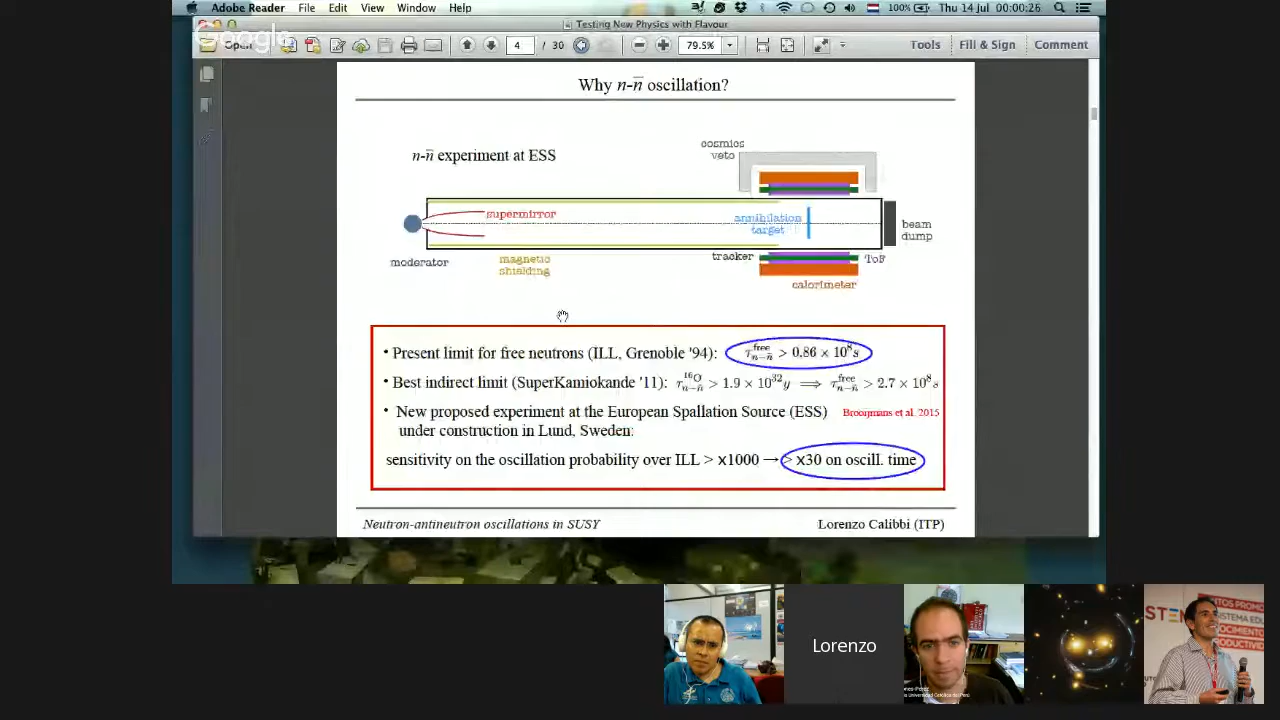 Adobe Reader File Edit View Window Help 100% Thu 14 Jul 00:00:26
Testing New Physics with Flavour
Google
Open 4 / 30 79.5% Tools Fill & Sign Comment
Why n-n̅ oscillation?
n-n̅ experiment at ESS
cosmics
veto
supermirror
annihilation
target
beam
dump
moderator
magnetic
shielding
tracker
ToF
calorimeter
• Present limit for free neutrons (ILL, Grenoble '94): τ^free_n−n̅ > 0.86 × 10^8 s
• Best indirect limit (SuperKamiokande '11): τ^16O_n−n̅ > 1.9 × 10^32 y ⟹ τ^free_n−n̅ > 2.7 × 10^8 s
• New proposed experiment at the European Spallation Source (ESS) Brooijmans et al. 2015
under construction in Lund, Sweden:
sensitivity on the oscillation probability over ILL > x1000 → > x30 on oscill. time
Neutron-antineutron oscillations in SUSY Lorenzo Calibbi (ITP)
Lorenzo